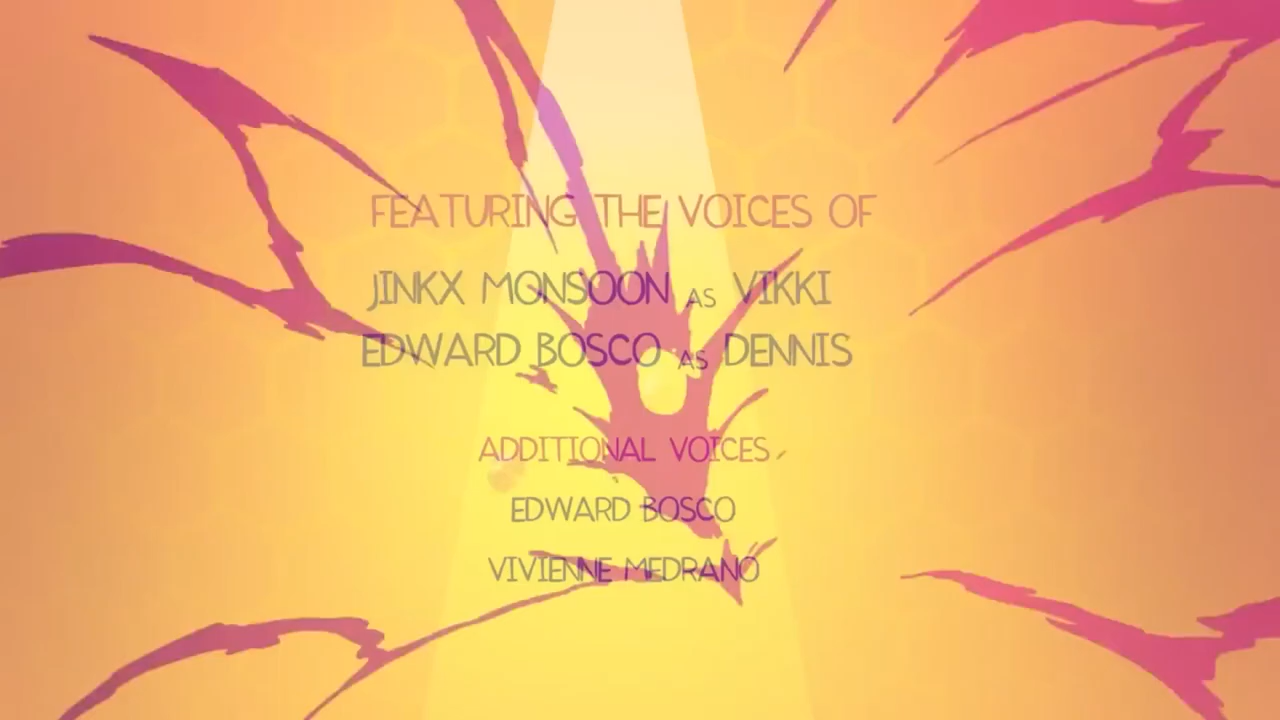 FEATURING THE VOICES OF
JINKX MONSOON AS VIKKI
EDWARD BOSCO AS DENNIS
ADDITIONAL VOICES
EDWARD BOSCO
VIVIENNE MEDRANO